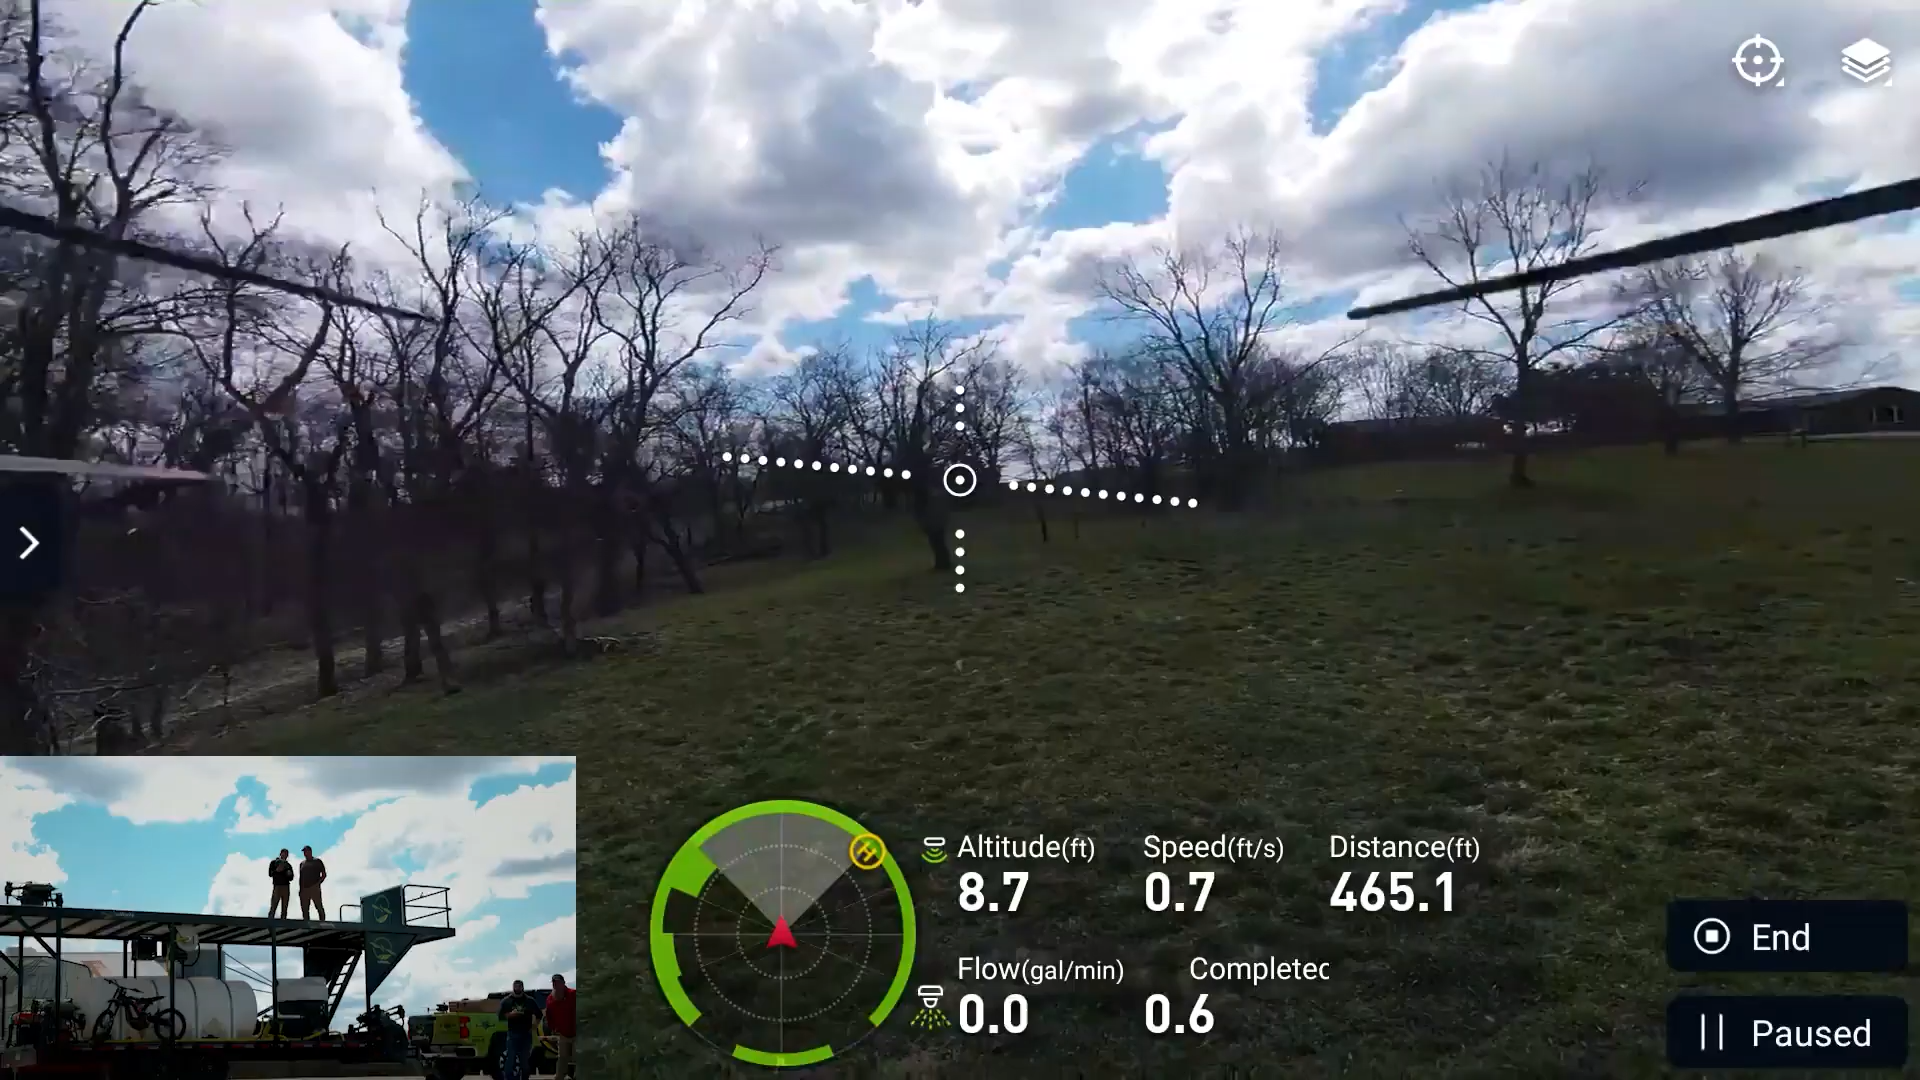 Altitude(ft) Speed(ft/s) Distance(ft)
8.7 0.7 465.1
Flow(gal/min) Completec
0.0 0.6
End
Paused
H